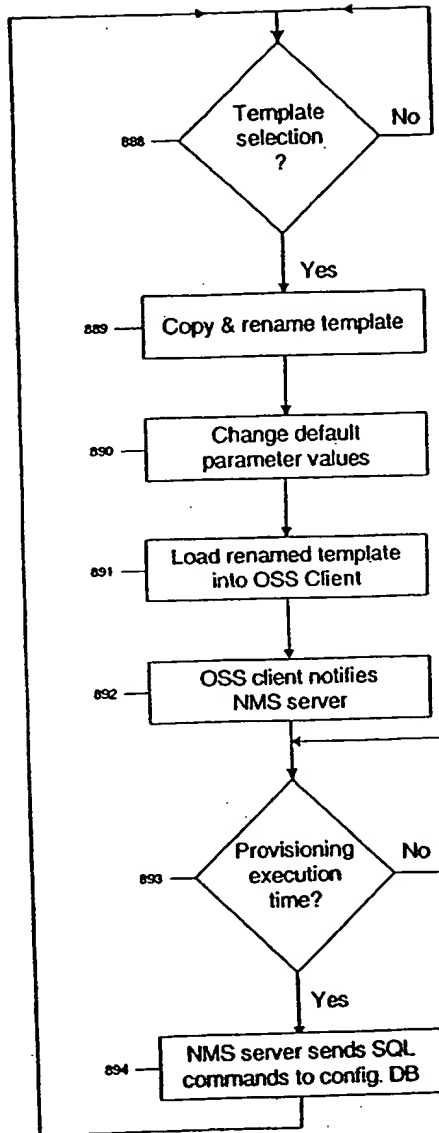 Template
selection
?
888
No
Yes
889
Copy & rename template
890
Change default
parameter values
891
Load renamed template
into OSS Client
892
OSS client notifies
NMS server
893
Provisioning
execution
time?
No
Yes
894
NMS server sends SQL
commands to config. DB